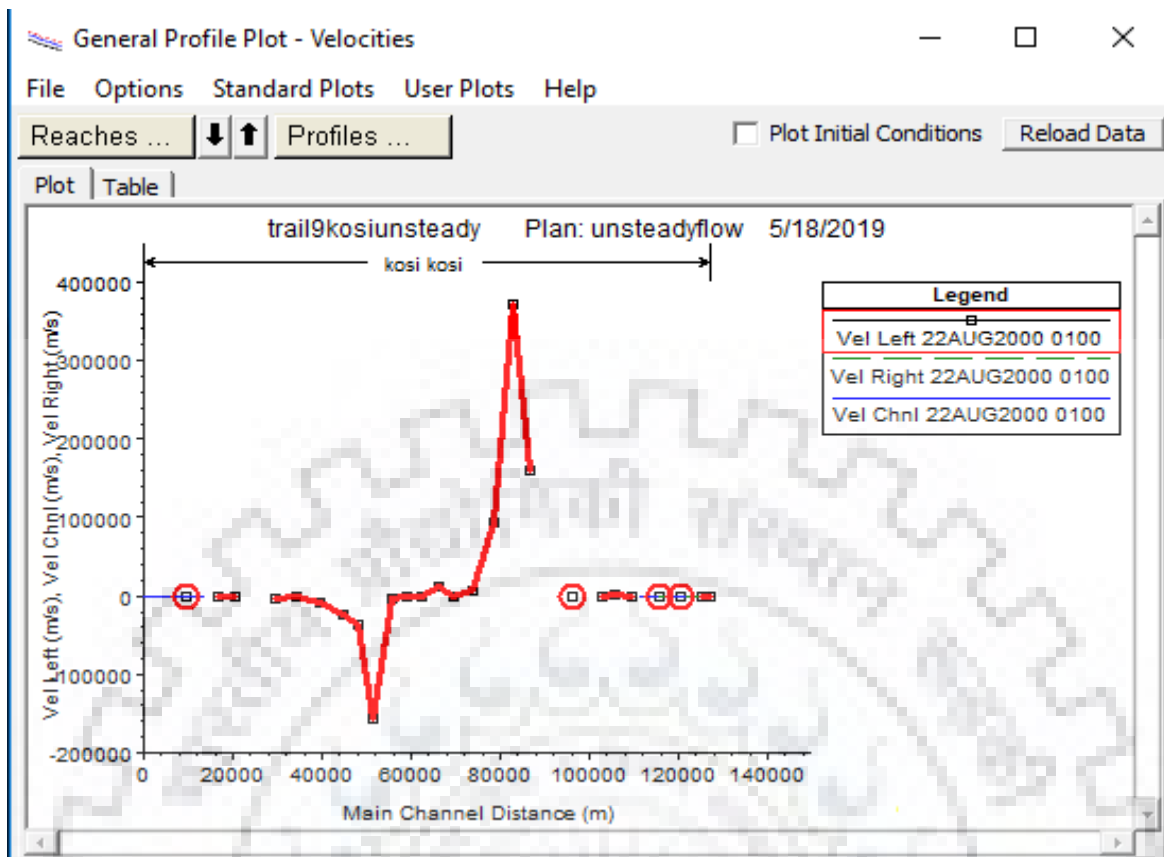 General Profile Plot - Velocities
File Options Standard Plots User Plots Help
Reaches ... Profiles ... Plot Initial Conditions Reload Data
Plot Table
trail9kosiunsteady Plan: unsteadyflow 5/18/2019
kosi kosi
Vel Left (m/s), Vel Chnl (m/s), Vel Right (m/s)
400000
300000
200000
100000
0
-100000
-200000
0 20000 40000 60000 80000 100000 120000 140000
Main Channel Distance (m)
Legend
Vel Left 22AUG2000 0100
Vel Right 22AUG2000 0100
Vel Chnl 22AUG2000 0100